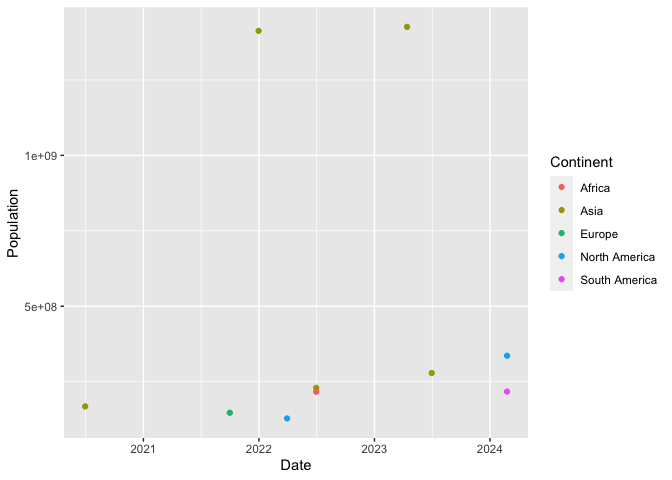 1e+09
5e+08
Population
2021 2022 2023 2024
Date
Continent
Africa
Asia
Europe
North America
South America